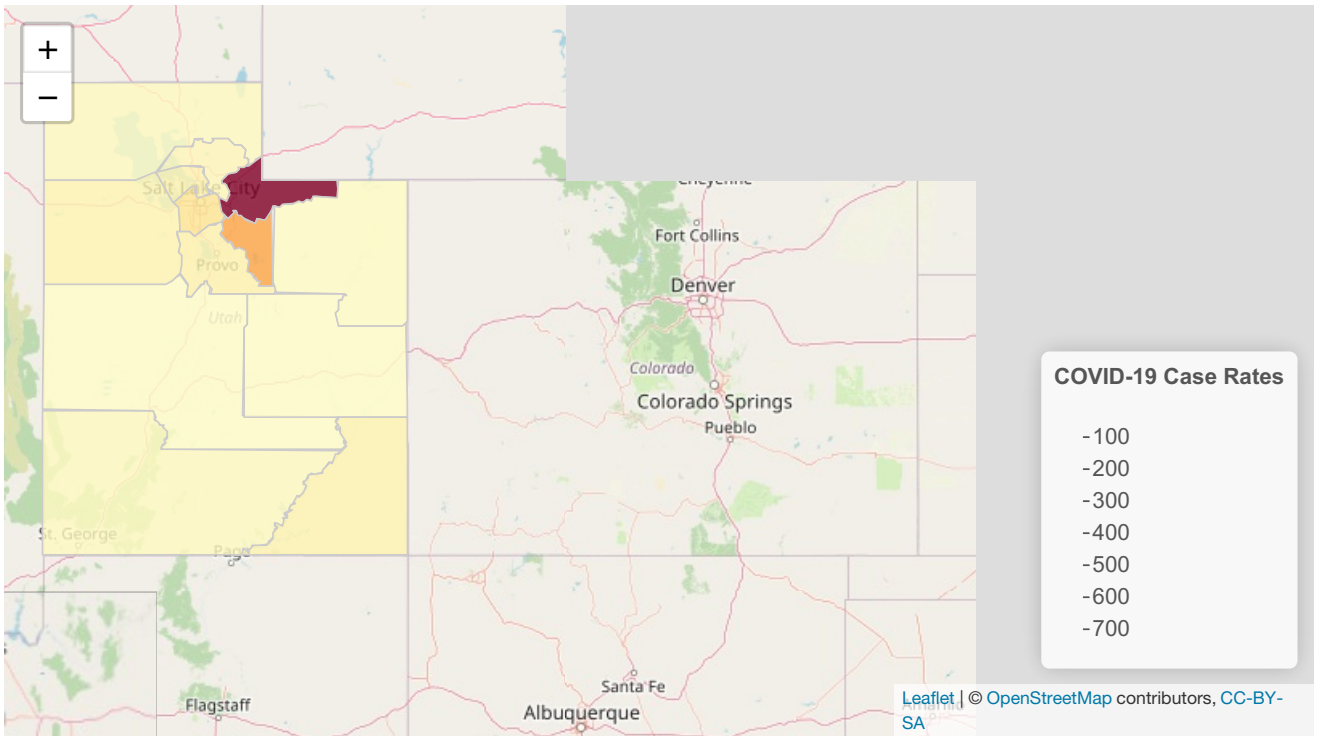 +
−
Salt Lake City
Cheyenne
Fort Collins
Provo
Denver
Utah
Colorado
COVID-19 Case Rates
Colorado Springs
Pueblo
-100
-200
-300
-400
-500
-600
-700
St. George
Page
Santa Fe
Flagstaff
Albuquerque
Amarillo
Leaflet | © OpenStreetMap contributors, CC-BY-
SA